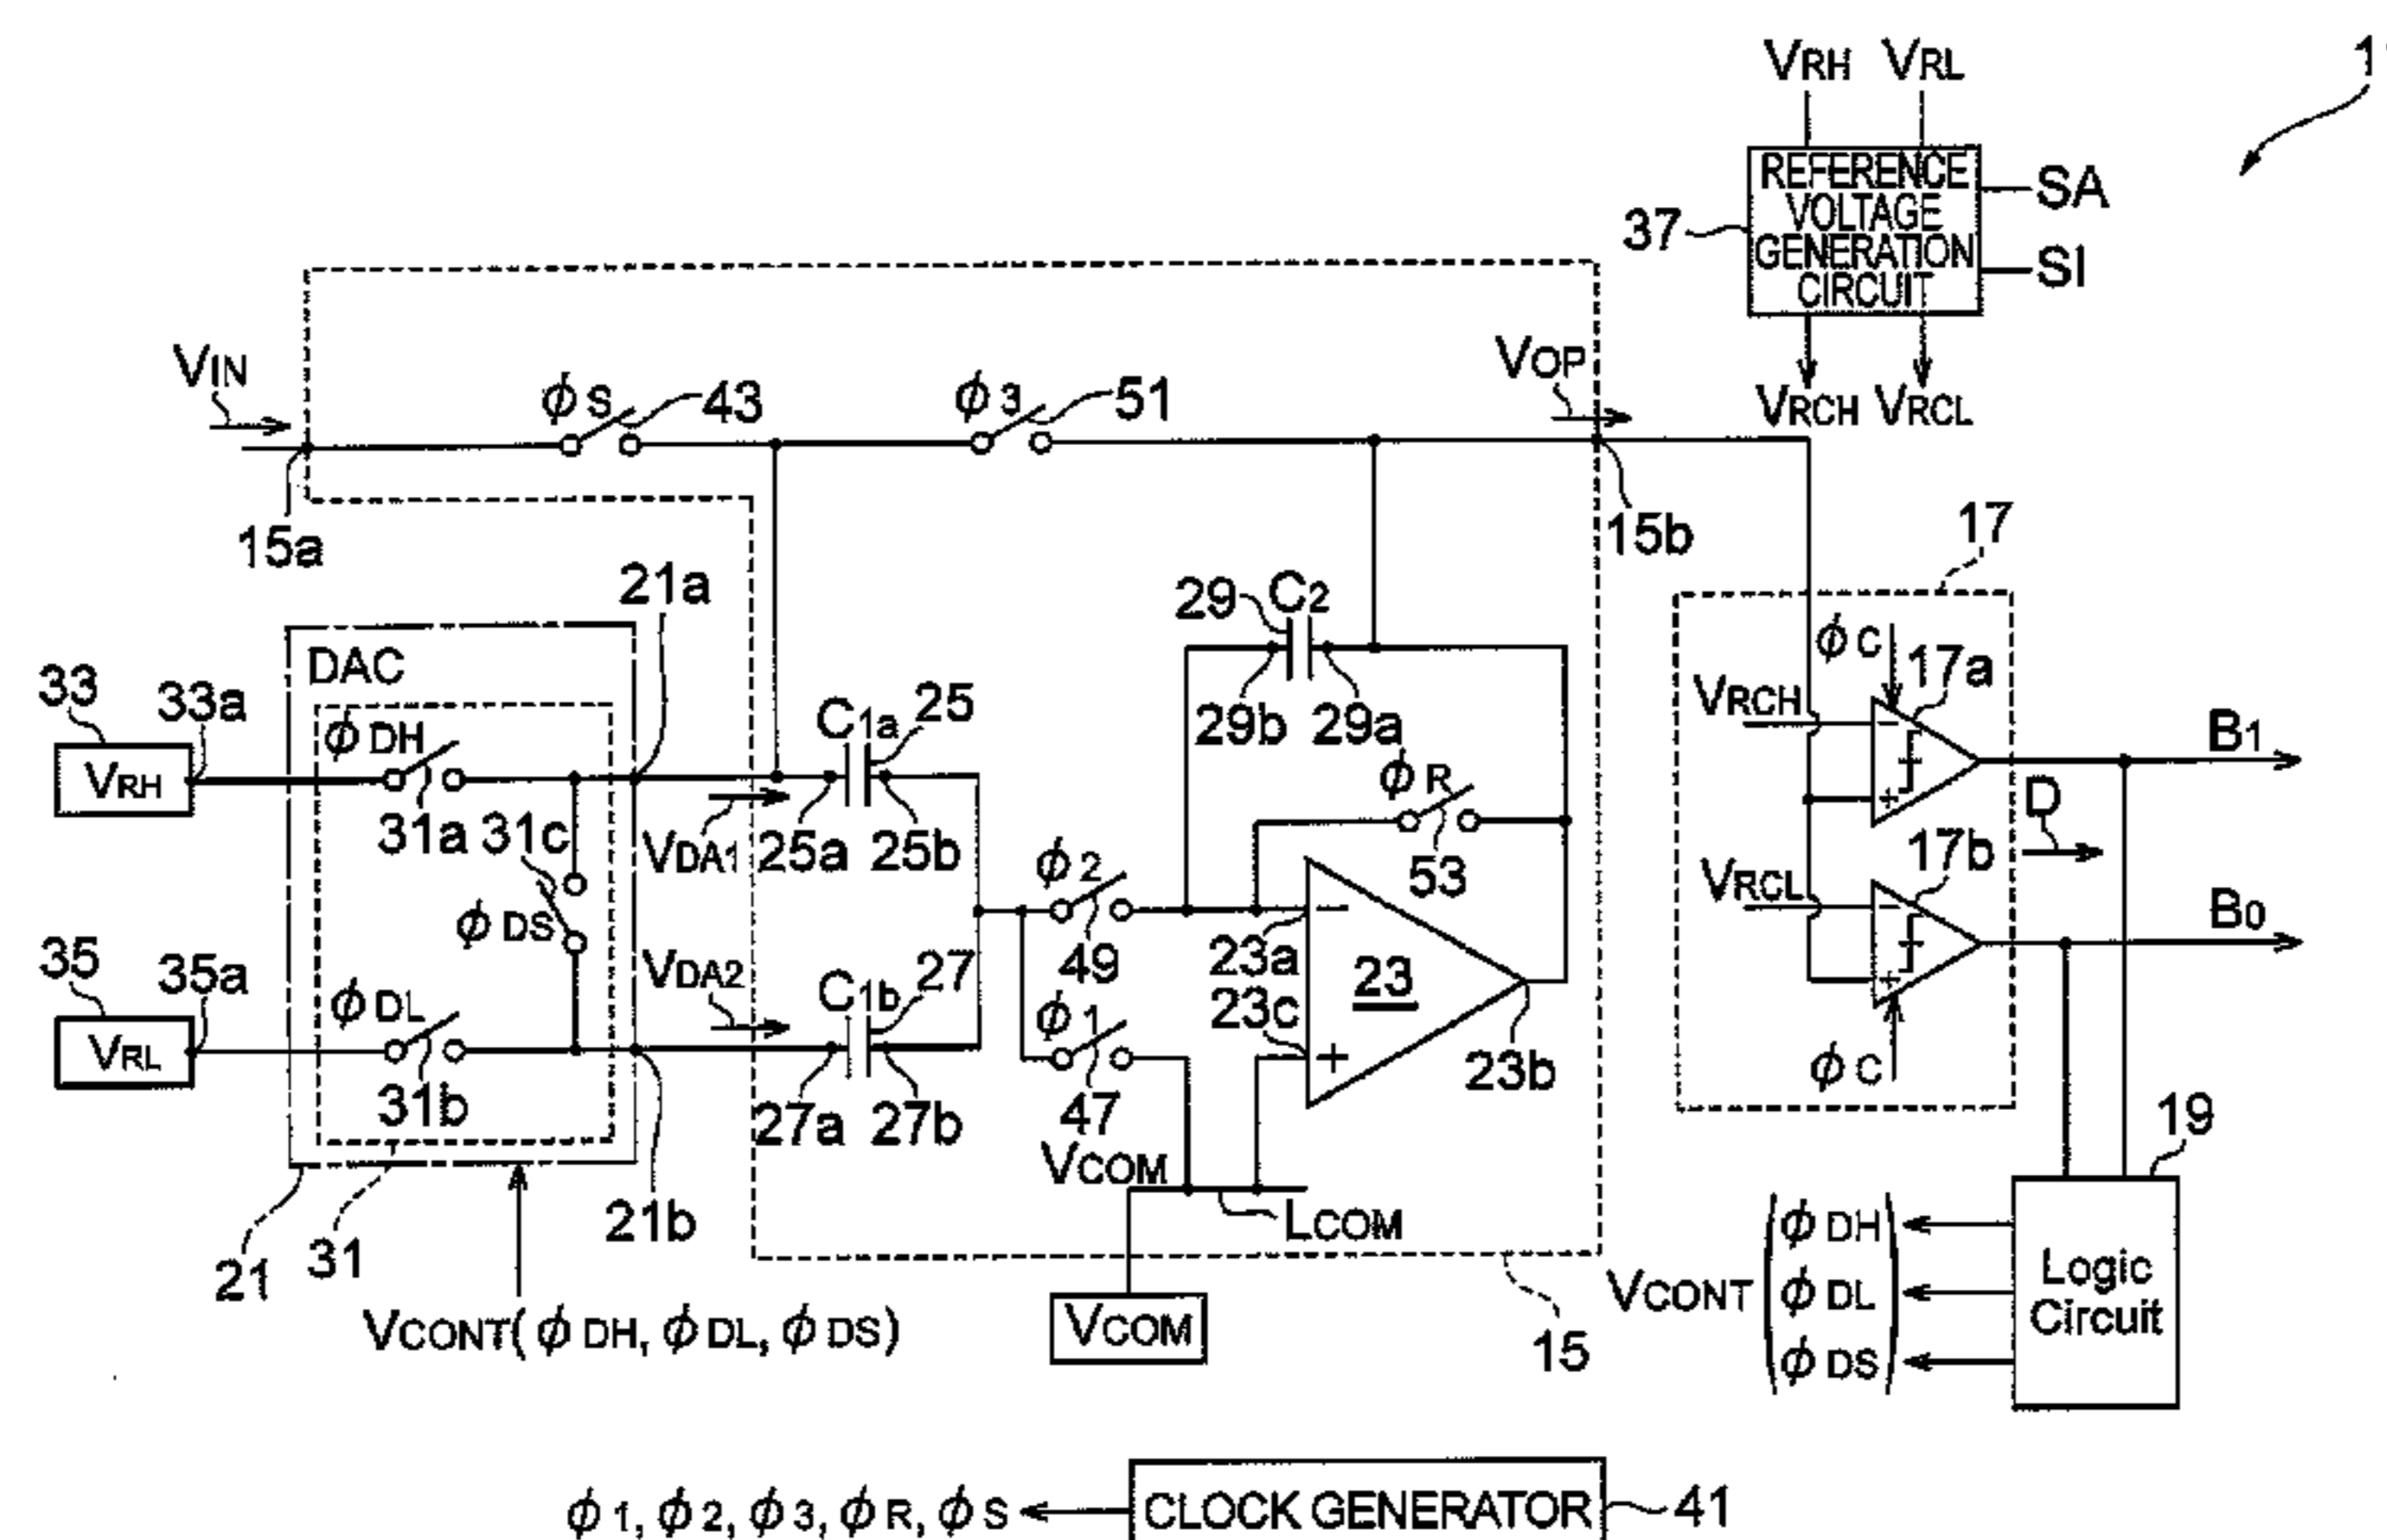 VRH VRL
1
REFERENCE
VOLTAGE
GENERATION
CIRCUIT
37
SA
SI
VRCH VRCL
VIN
ϕS 43
ϕ3 51
VOP
15a
15b
17
21a
29 C2
29b 29a
DAC
33
33a
VRH
ϕDH
31a
31c
ϕDS
C1a 25
VDA1
25a 25b
ϕR
53
ϕC
17a
VRCH
−
+
B1
D
17b
VRCL
−
+
B0
ϕC
ϕ2
49
23a
−
23
23c
+
23b
35
35a
VRL
ϕDL
31b
VDA2
C1b 27
27a 27b
ϕ1
47
VCOM
LCOM
VCOM
21
31
21b
15
VCONT(ϕDH, ϕDL, ϕDS)
19
Logic
Circuit
VCONT
(ϕDH
ϕDL
ϕDS)
ϕ1, ϕ2, ϕ3, ϕR, ϕS
CLOCK GENERATOR
41